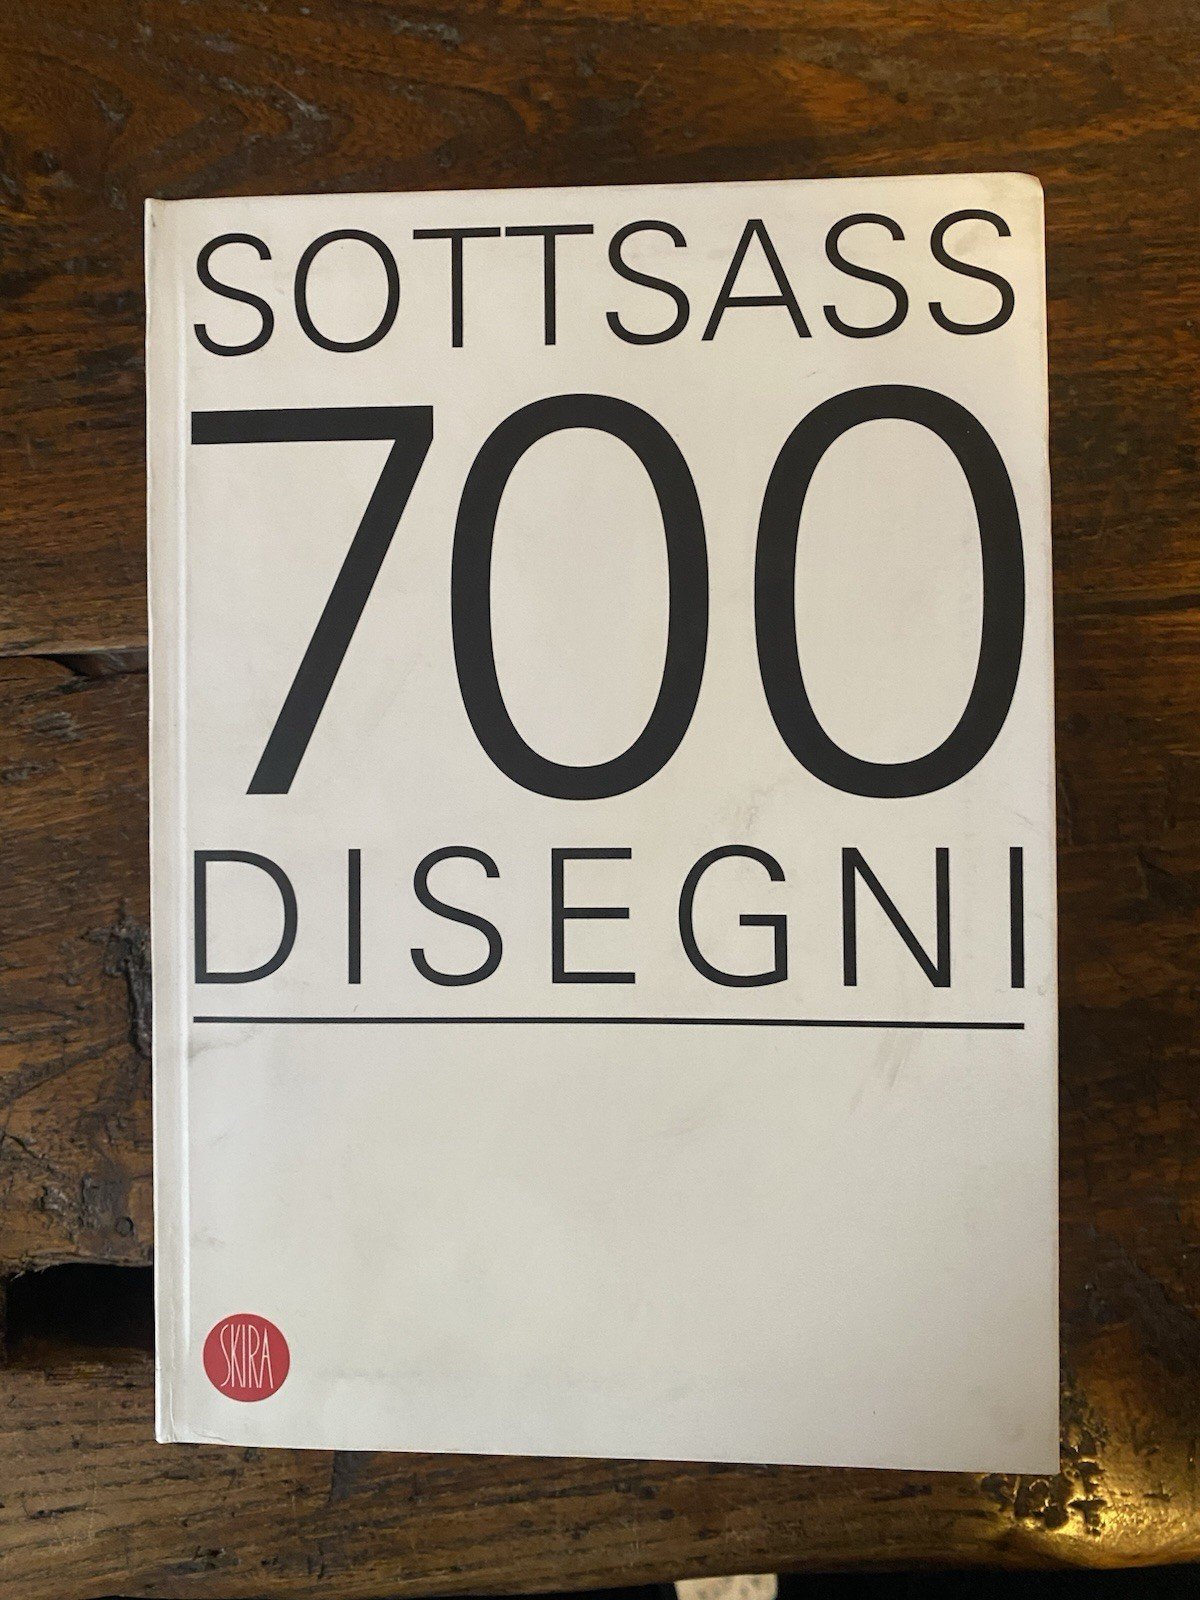 SOTTSASS
700
DISEGNI
SKIRA